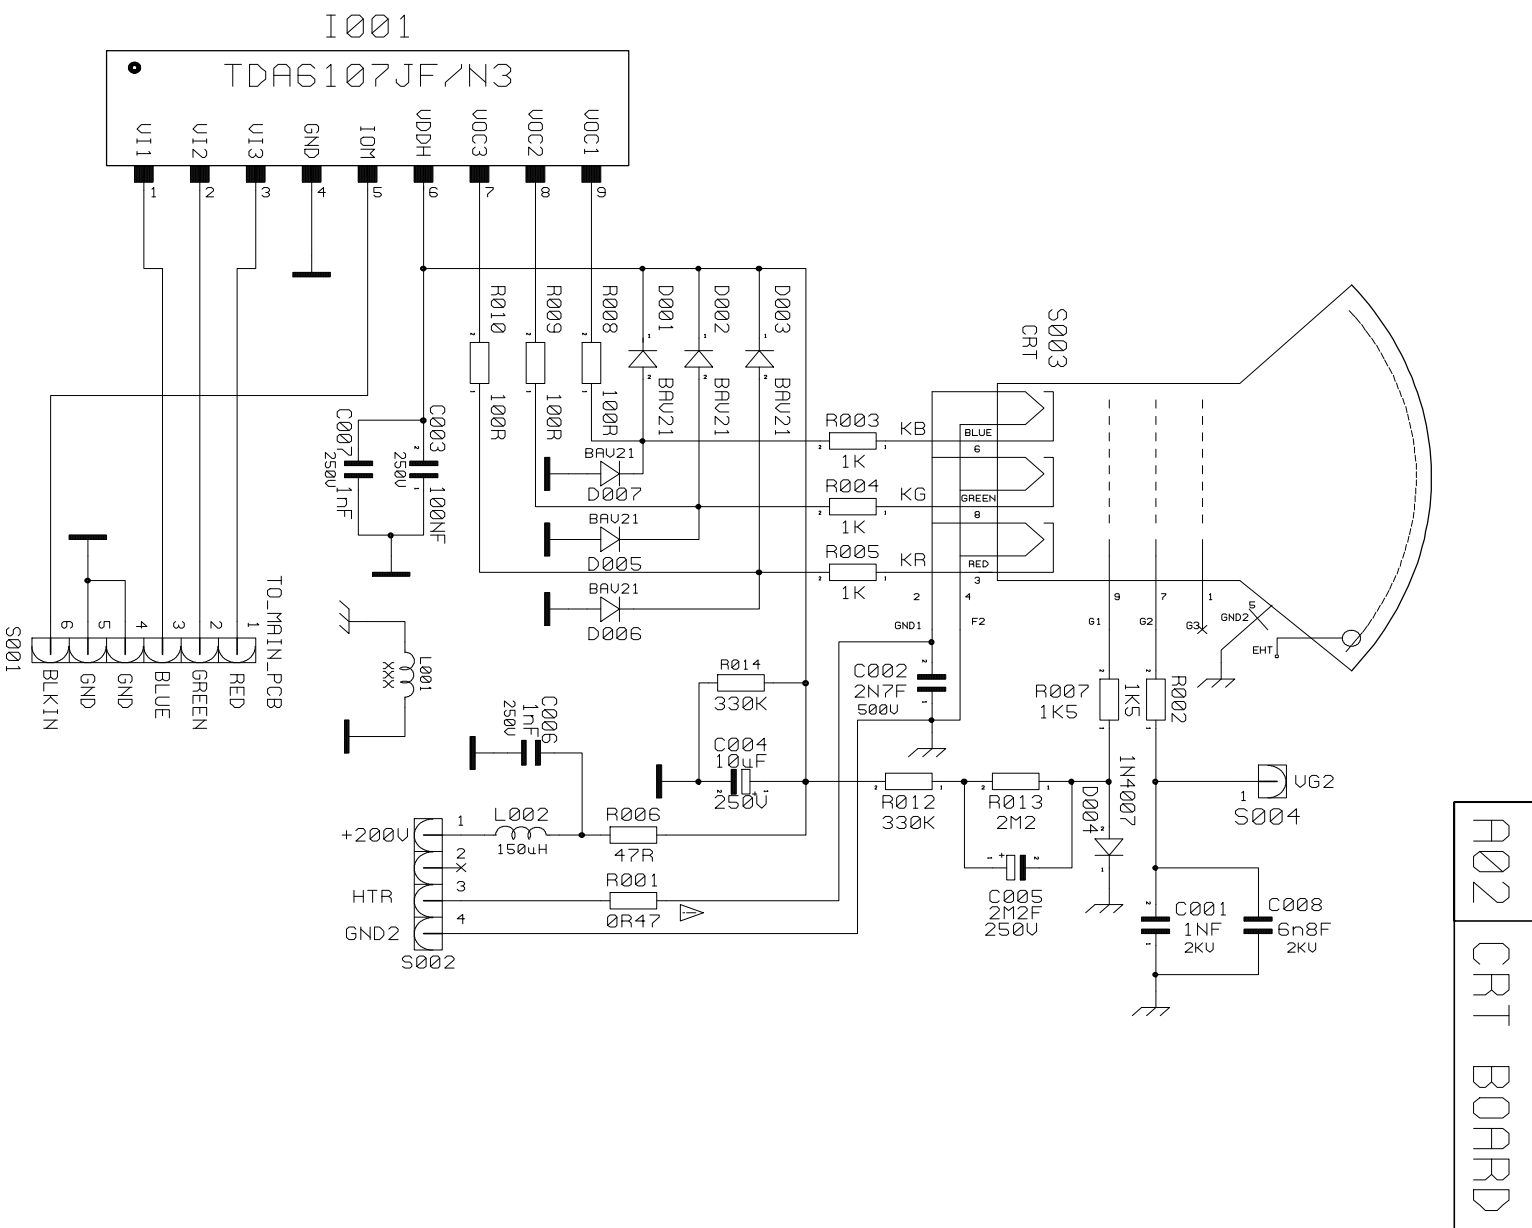 I001
TDA6107JF/N3
VI1
VI2
VI3
GND
IOM
VDDH
VOC3
VOC2
VOC1
1
2
3
4
5
6
7
8
9
R010
100R
R009
100R
R008
100R
D001
BAV21
D002
BAV21
D003
BAV21
S003
CRT
C007
250V
1nF
C003
250V
100NF
BAV21
D007
BAV21
D005
BAV21
D006
R003
1K
KB
R004
1K
KG
R005
1K
KR
BLUE
6
GREEN
8
RED
3
2
4
GND1
F2
9
7
1
G1
G2
G3
5
GND2
EHT
TO_MAIN_PCB
S001
6
5
4
3
2
1
BLKIN
GND
GND
BLUE
GREEN
RED
L001
XXX
R014
330K
C002
2N7F
500V
R007
1K5
1K5
R002
C006
1nF
250V
C004
10uF
250V
R012
330K
R013
2M2
1N4007
D004
VG2
1
S004
+200V
1
2
3
4
HTR
GND2
S002
L002
150uH
R006
47R
R001
0R47
C005
2M2F
250V
C001
1NF
2KV
C008
6n8F
2KV
A02
CRT BOARD